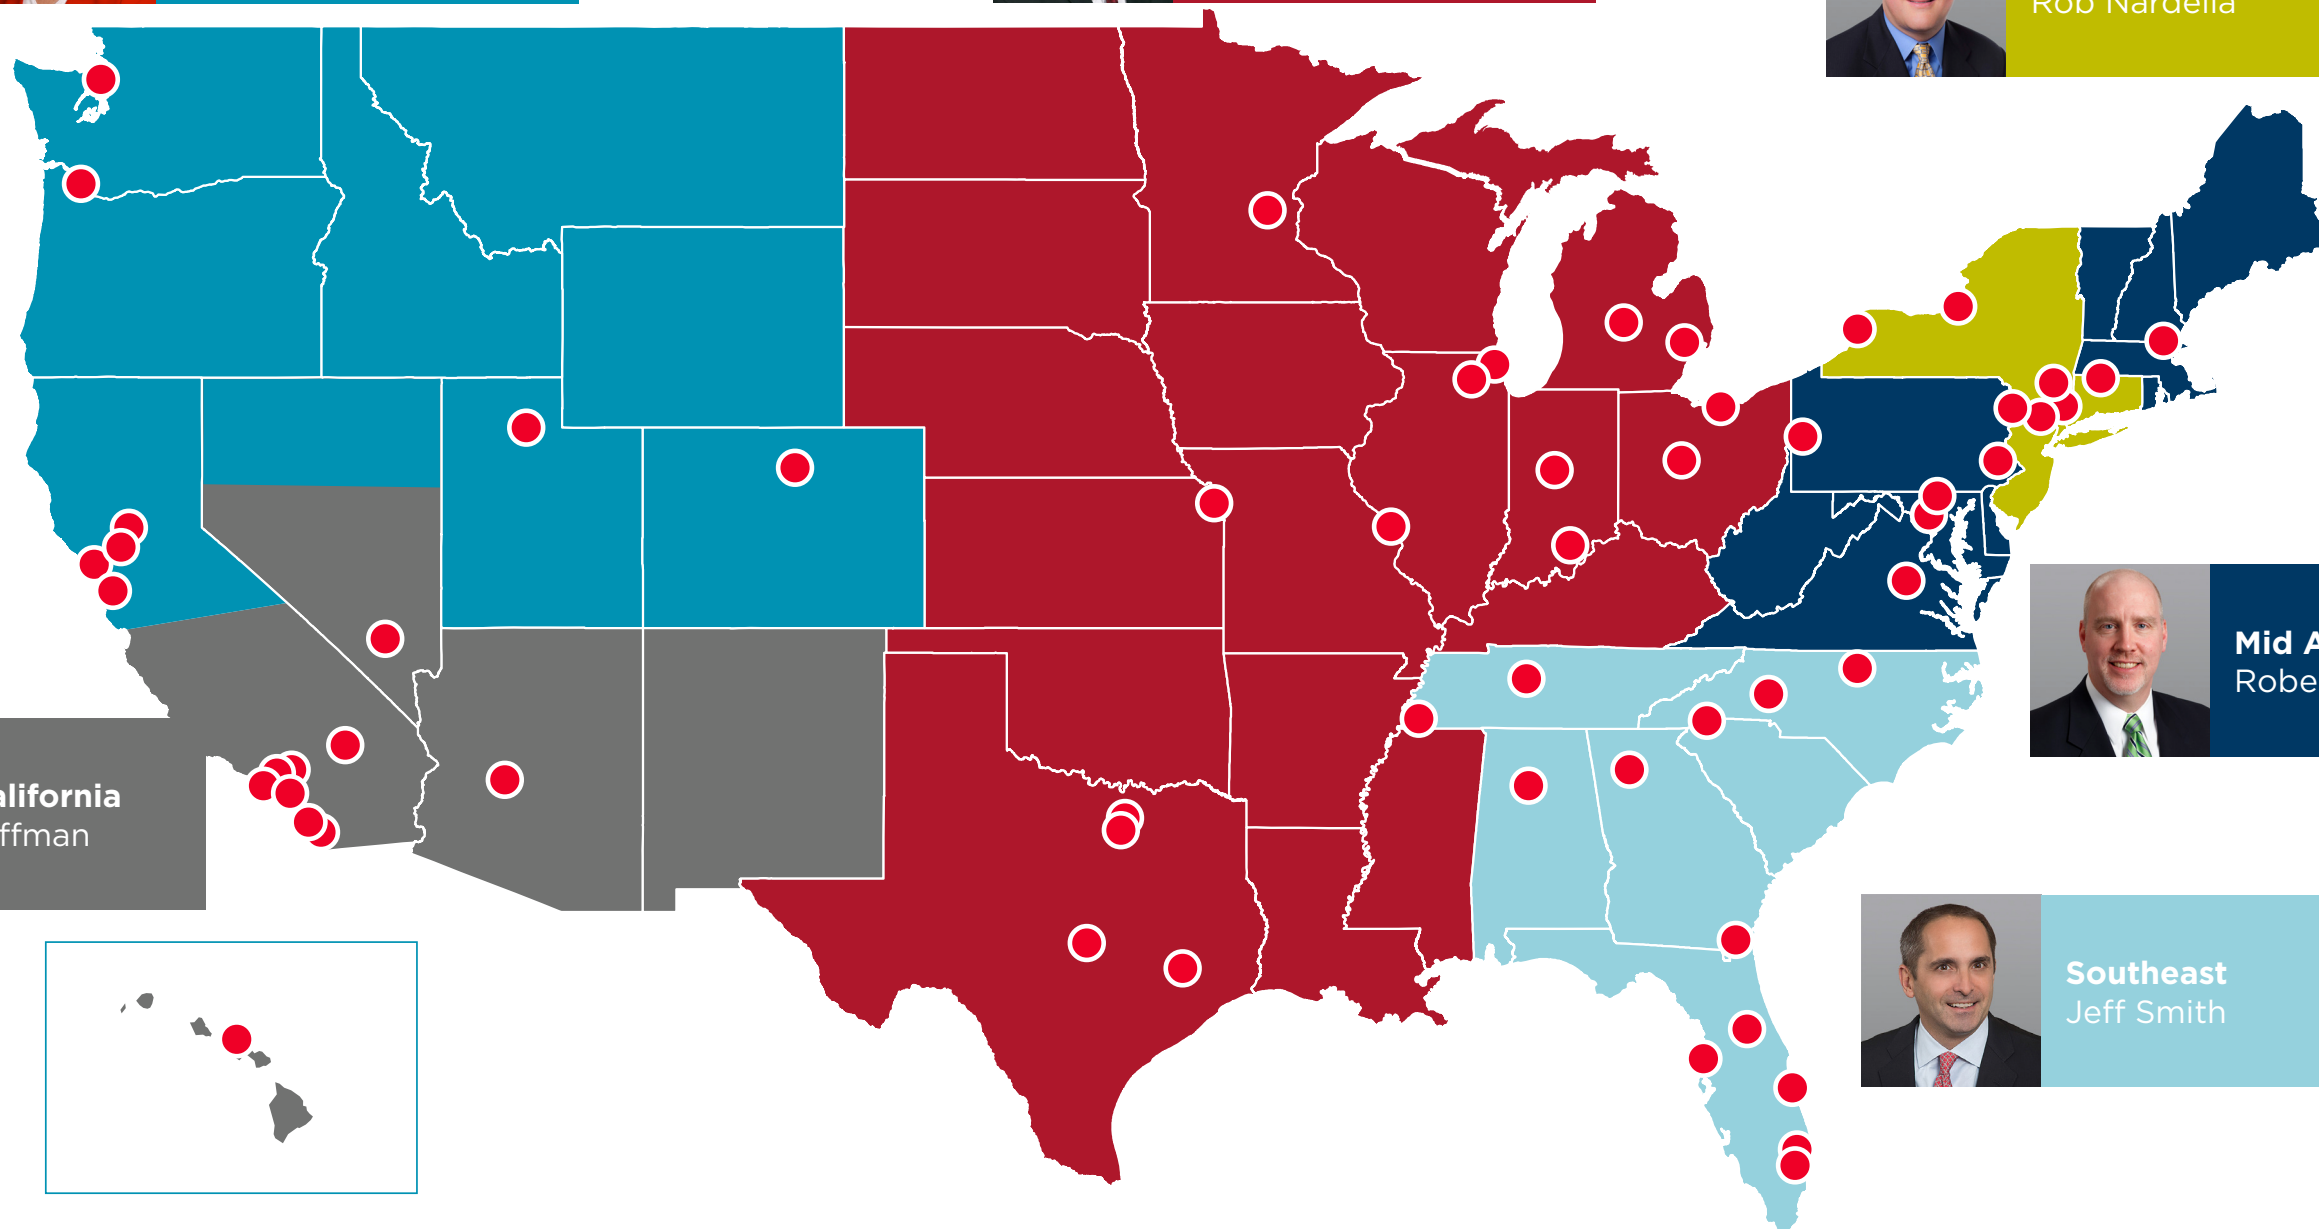 Rob Nardella
Mid A
Robe
alifornia
ffman
Southeast
Jeff Smith